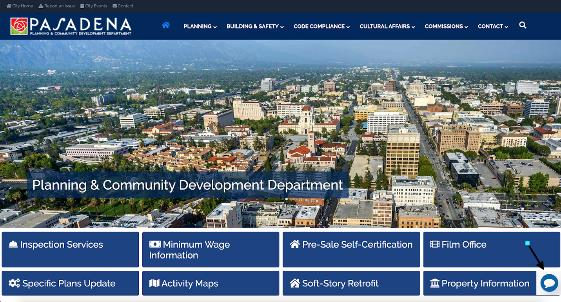 City Home Report an Issue City Events Contact
PASADENA
PLANNING & COMMUNITY DEVELOPMENT DEPARTMENT
PLANNING BUILDING & SAFETY CODE COMPLIANCE CULTURAL AFFAIRS COMMISSIONS CONTACT
Planning & Community Development Department
Inspection Services
Minimum Wage
Information
Pre-Sale Self-Certification
Film Office
Specific Plans Update
Activity Maps
Soft-Story Retrofit
Property Information